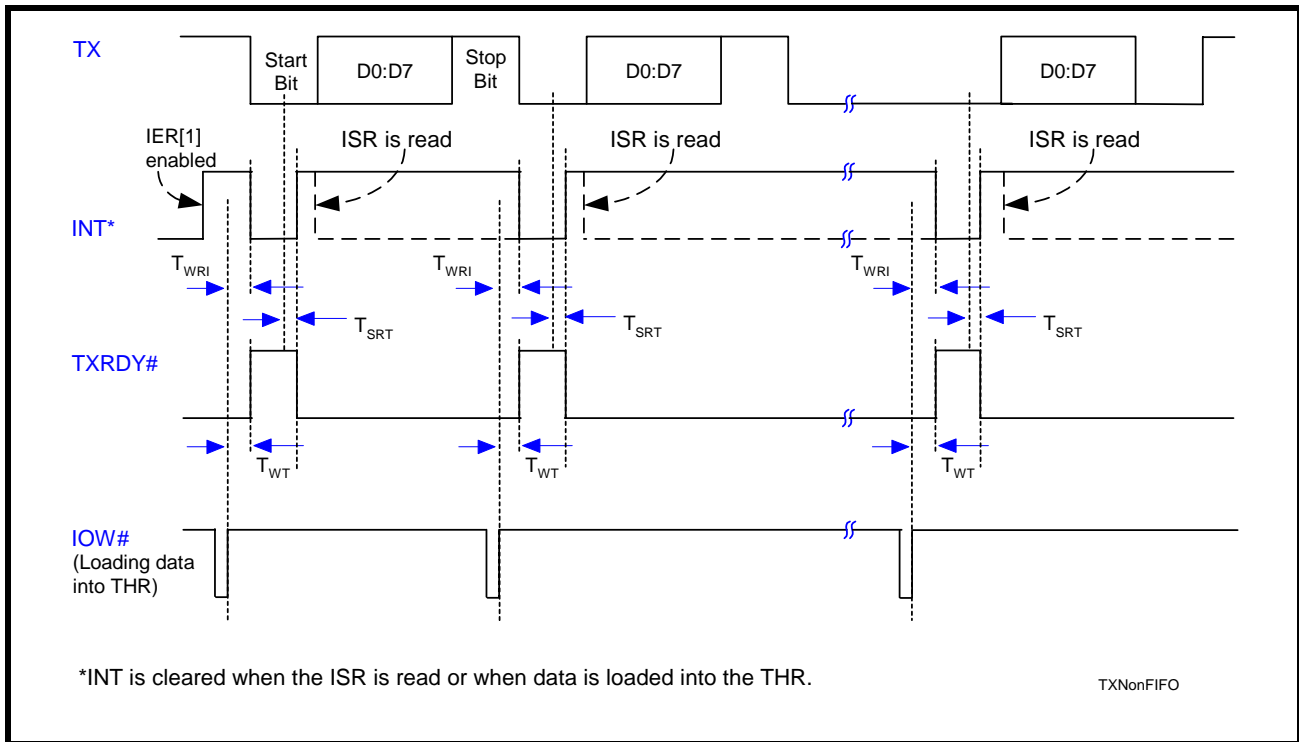 TX
Start
Bit
D0:D7
Stop
Bit
D0:D7
D0:D7
IER[1]
enabled
ISR is read
ISR is read
ISR is read
INT*
TWRI
TWRI
TWRI
TSRT
TSRT
TSRT
TXRDY#
TWT
TWT
TWT
IOW#
(Loading data
into THR)
*INT is cleared when the ISR is read or when data is loaded into the THR.
TXNonFIFO